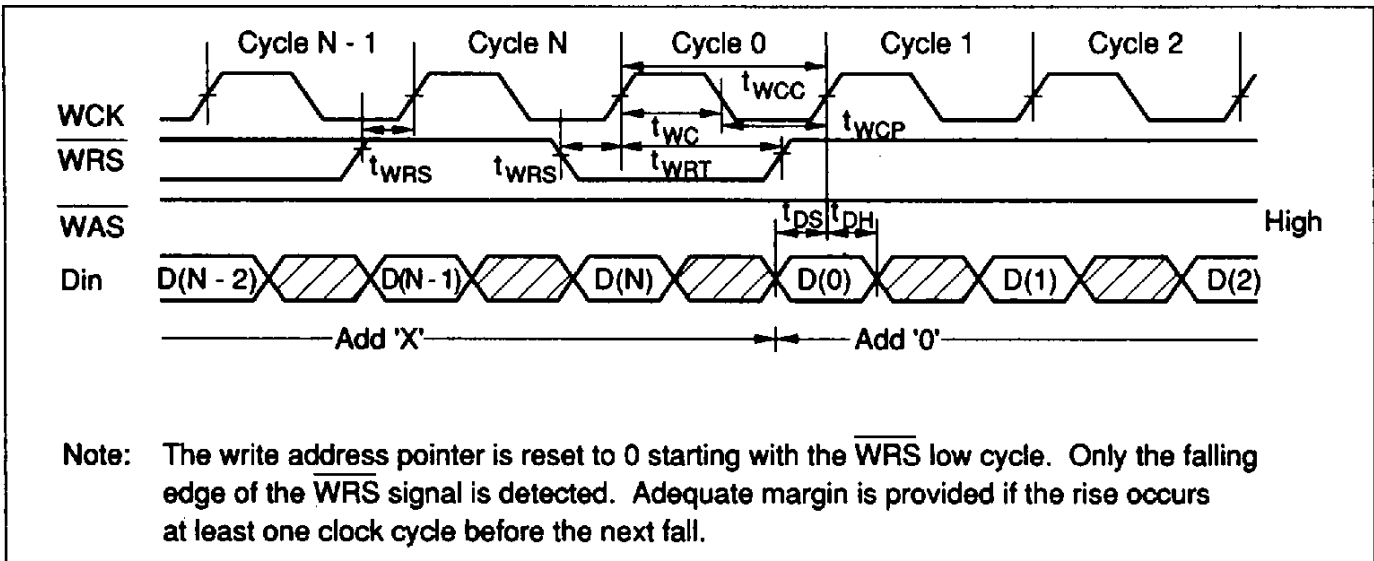 Cycle N - 1 Cycle N Cycle 0 Cycle 1 Cycle 2
WCK tWCC
tWC tWCP
WRS tWRS tWRS tWRT
WAS tDS tDH High
Din D(N - 2) D(N - 1) D(N) D(0) D(1) D(2)
Add 'X' Add '0'
Note: The write address pointer is reset to 0 starting with the WRS low cycle. Only the falling
edge of the WRS signal is detected. Adequate margin is provided if the rise occurs
at least one clock cycle before the next fall.